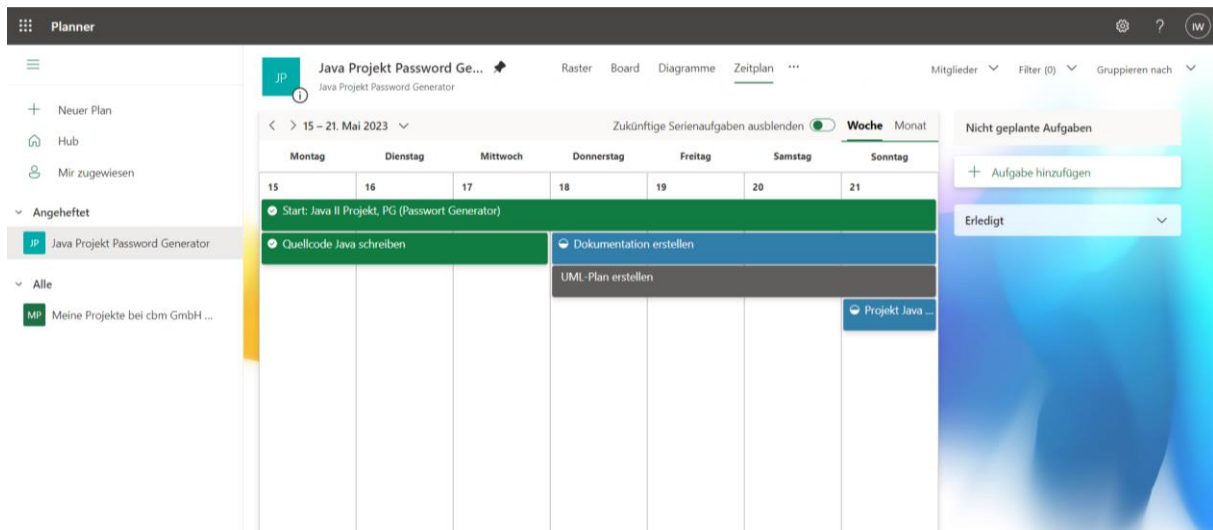 Planner
?
IW
Neuer Plan
Hub
Mir zugewiesen
Angeheftet
JP Java Projekt Password Generator
Alle
MP Meine Projekte bei cbm GmbH ...
JP
Java Projekt Password Ge...
Java Projekt Password Generator
Raster Board Diagramme Zeitplan ...
Mitglieder Filter (0) Gruppieren nach
15 – 21. Mai 2023
Zukünftige Serienaufgaben ausblenden
Woche Monat
Montag Dienstag Mittwoch Donnerstag Freitag Samstag Sonntag
15 16 17 18 19 20 21
Start: Java II Projekt, PG (Passwort Generator)
Quellcode Java schreiben
Dokumentation erstellen
UML-Plan erstellen
Projekt Java ...
Nicht geplante Aufgaben
+ Aufgabe hinzufügen
Erledigt